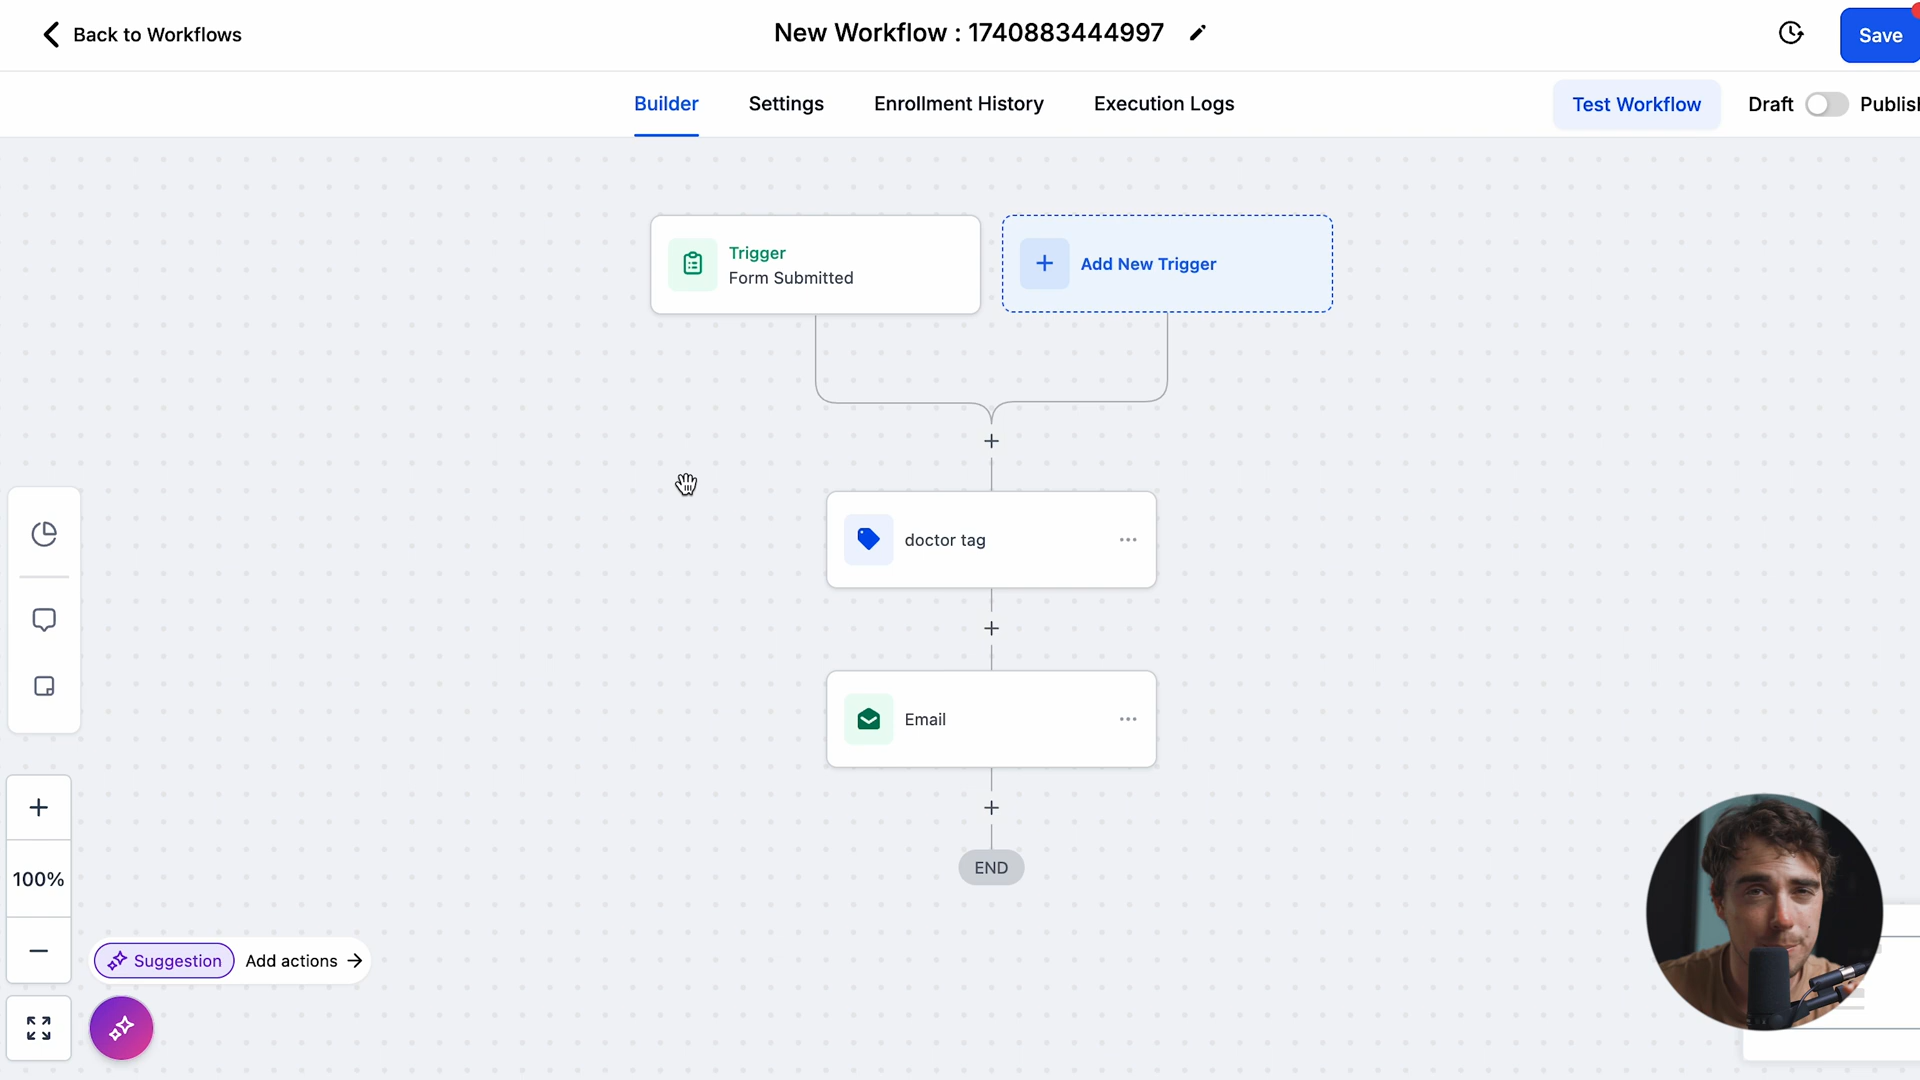 Back to Workflows
New Workflow : 1740883444997
Save
Builder
Settings
Enrollment History
Execution Logs
Test Workflow
Draft
Trigger
Form Submitted
Add New Trigger
doctor tag
Email
END
100%
Suggestion
Add actions